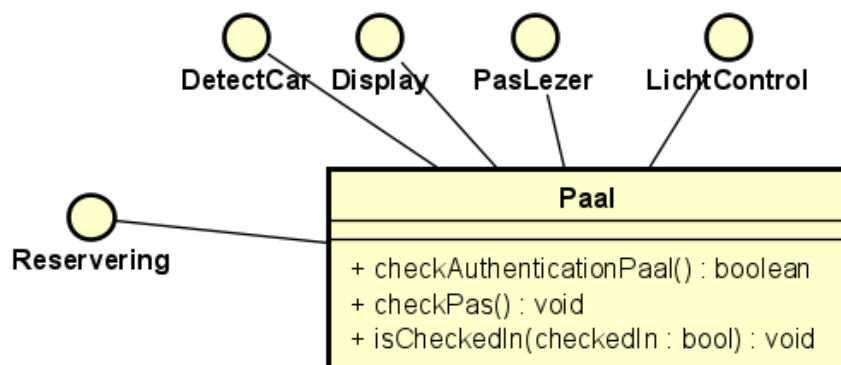 DetectCar
Display
PasLezer
LichtControl
Reservering
Paal
+ checkAuthenticationPaal() : boolean
+ checkPas() : void
+ isCheckedIn(checkedIn : bool) : void